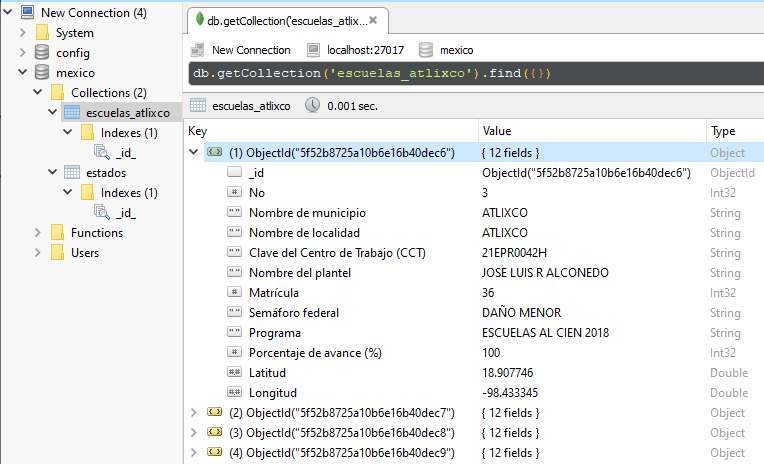 New Connection (4)
System
config
mexico
Collections (2)
escuelas_atlixco
Indexes (1)
_id_
estados
Indexes (1)
_id_
Functions
Users
db.getCollection('escuelas_atlix...
New Connection localhost:27017 mexico
db.getCollection('escuelas_atlixco').find({})
escuelas_atlixco 0.001 sec.
Key Value Type
(1) ObjectId("5f52b8725a10b6e16b40dec6") { 12 fields } Object
_id ObjectId("5f52b8725a10b6e16b40dec6") ObjectId
No 3 Int32
Nombre de municipio ATLIXCO String
Nombre de localidad ATLIXCO String
Clave del Centro de Trabajo (CCT) 21EPR0042H String
Nombre del plantel JOSE LUIS R ALCONEDO String
Matrícula 36 Int32
Semáforo federal DAÑO MENOR String
Programa ESCUELAS AL CIEN 2018 String
Porcentaje de avance (%) 100 Int32
Latitud 18.907746 Double
Longitud -98.433345 Double
(2) ObjectId("5f52b8725a10b6e16b40dec7") { 12 fields } Object
(3) ObjectId("5f52b8725a10b6e16b40dec8") { 12 fields } Object
(4) ObjectId("5f52b8725a10b6e16b40dec9") { 12 fields } Object